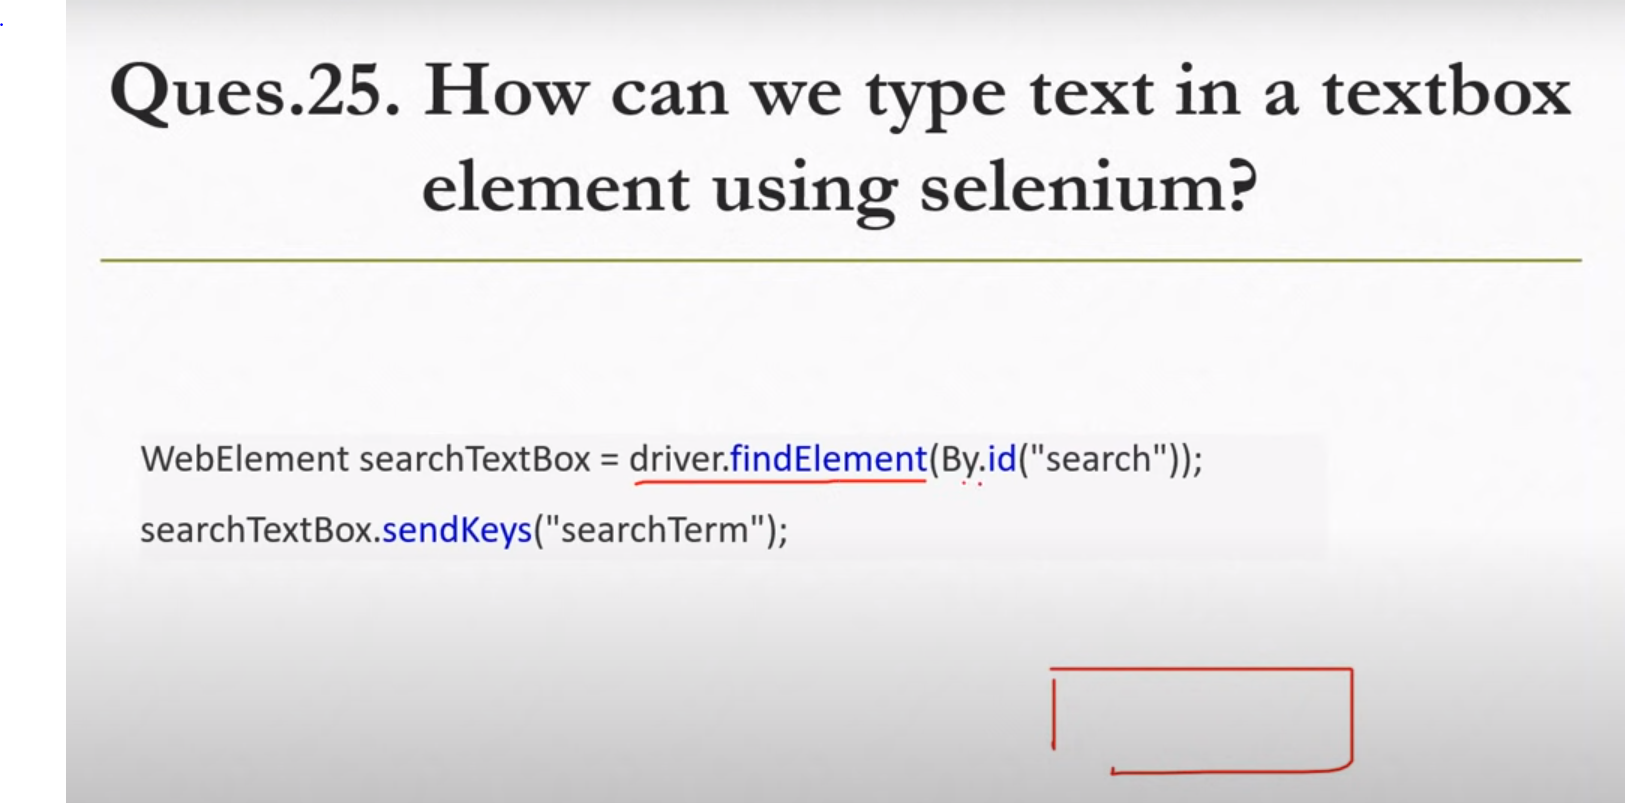 Ques.25. How can we type text in a textbox
element using selenium?
WebElement searchTextBox = driver.findElement(By.id("search"));
searchTextBox.sendKeys("searchTerm");